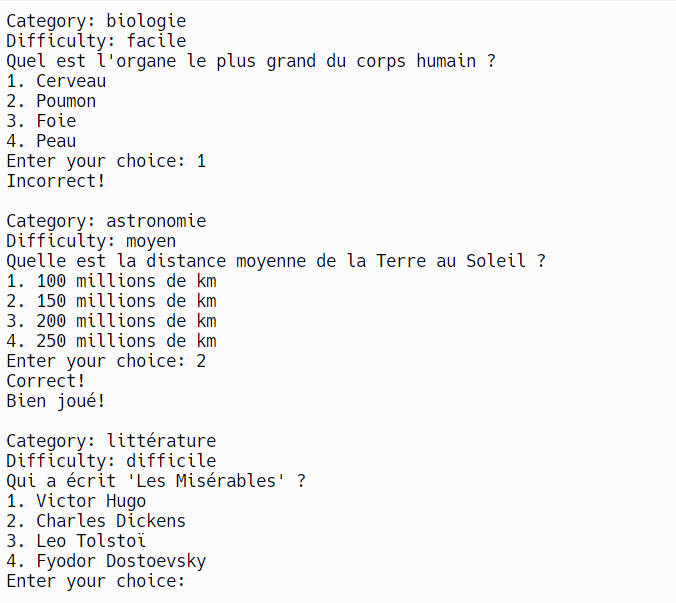 Category: biologie
Difficulty: facile
Quel est l'organe le plus grand du corps humain ?
1. Cerveau
2. Poumon
3. Foie
4. Peau
Enter your choice: 1
Incorrect!
Category: astronomie
Difficulty: moyen
Quelle est la distance moyenne de la Terre au Soleil ?
1. 100 millions de km
2. 150 millions de km
3. 200 millions de km
4. 250 millions de km
Enter your choice: 2
Correct!
Bien joué!
Category: littérature
Difficulty: difficile
Qui a écrit 'Les Misérables' ?
1. Victor Hugo
2. Charles Dickens
3. Leo Tolstoï
4. Fyodor Dostoevsky
Enter your choice: